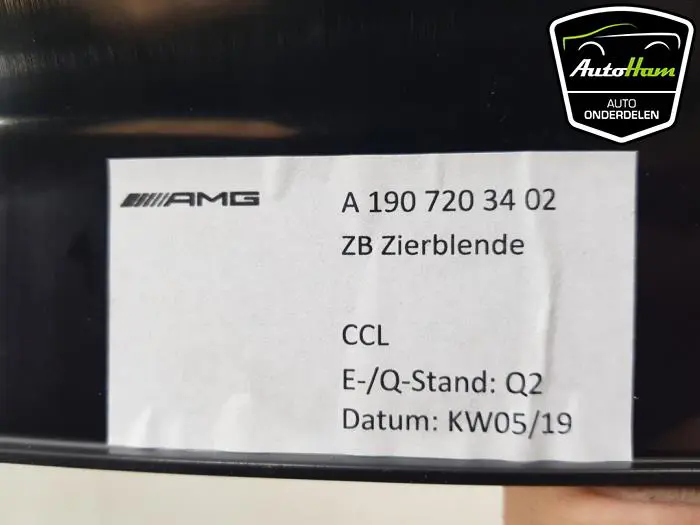 AutoHam
AUTO
ONDERDELEN
AMG
A 190 720 34 02
ZB Zierblende
CCL
E-/Q-Stand: Q2
Datum: KW05/19